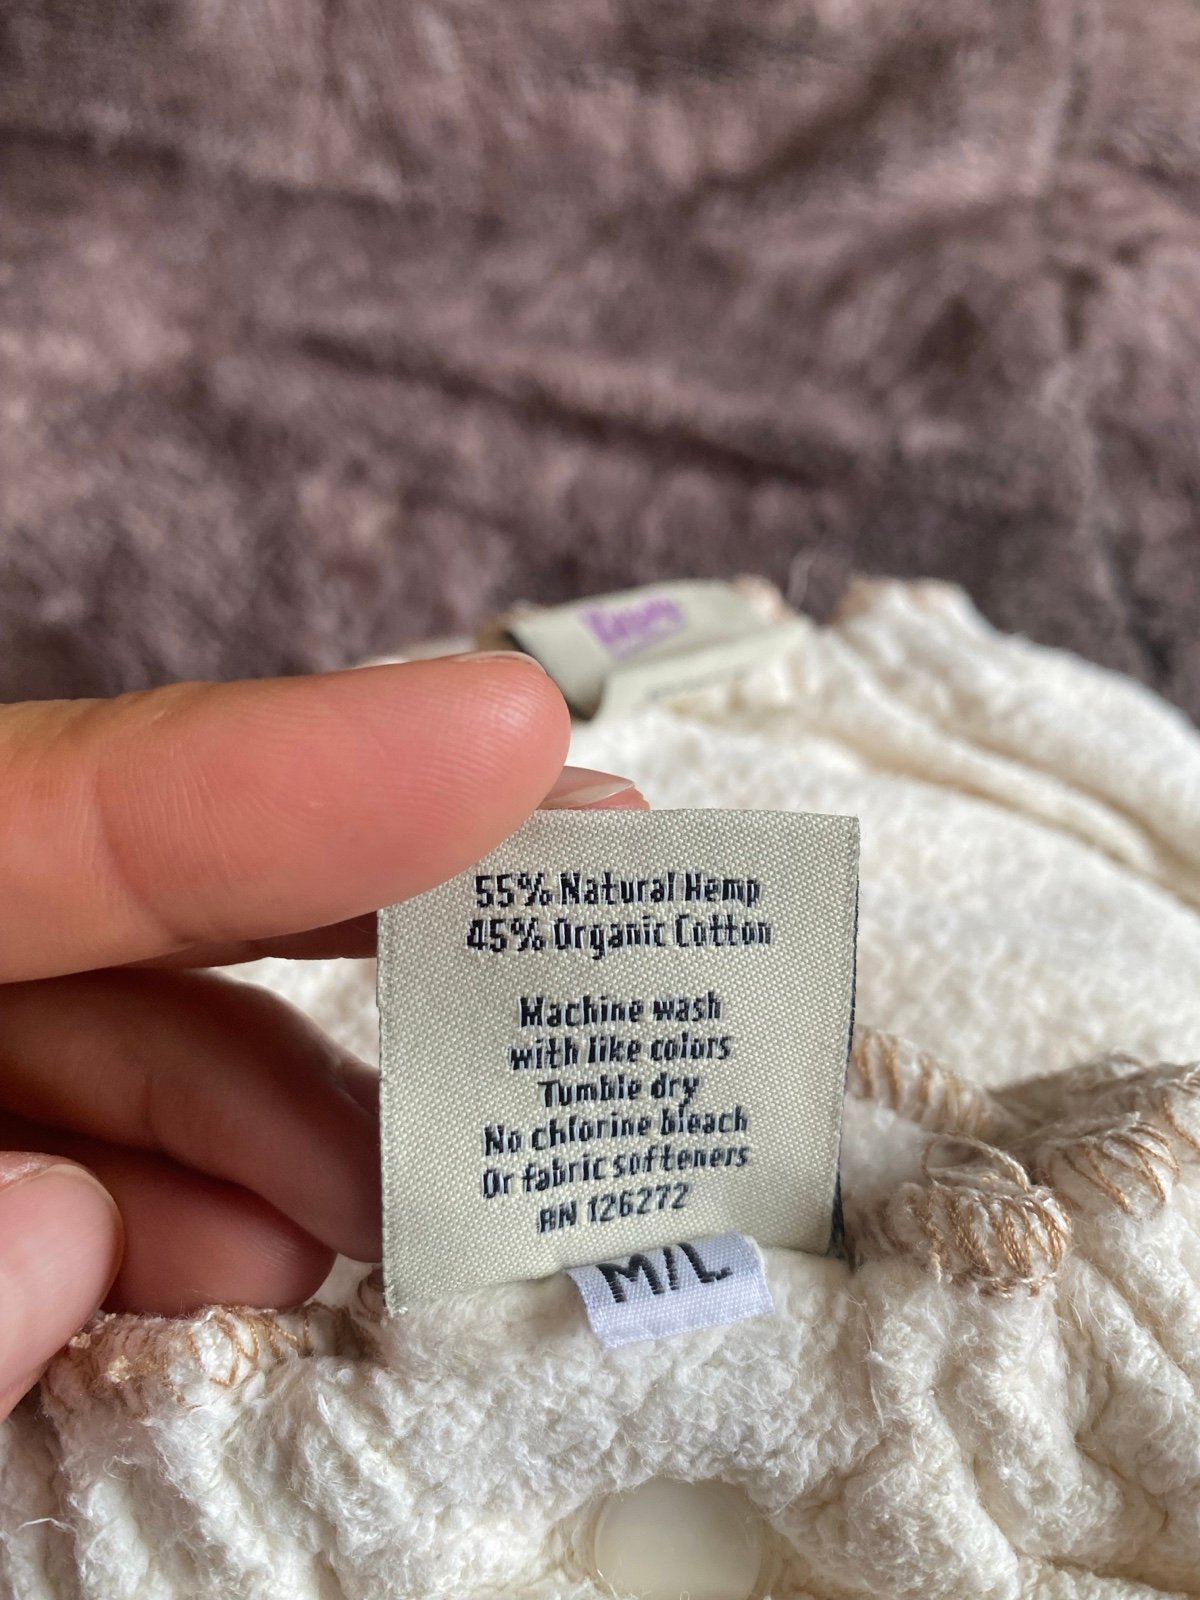 55% Natural Hemp
45% Organic Cotton
Machine wash
with like colors
Tumble dry
No chlorine bleach
Or fabric softeners
RN 126272
M/L